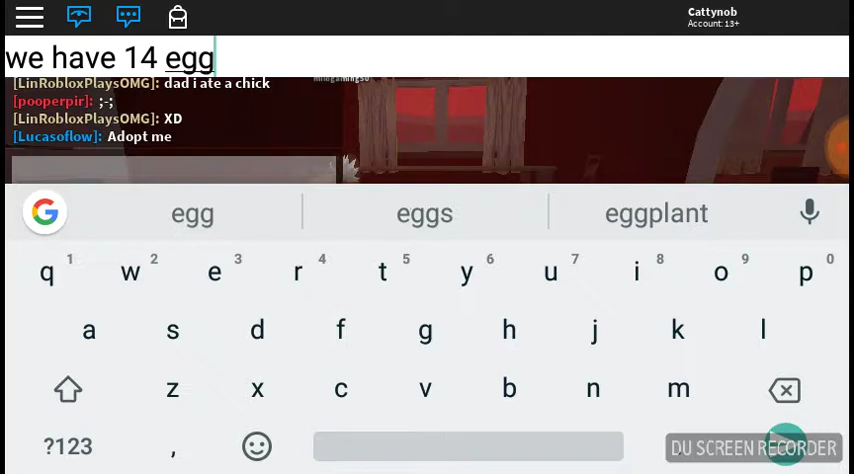 Cattynob
Account: 13+
we have 14 egg
[LinRobloxPlaysOMG]: dad i ate a chick
[pooperpir]: ;-;
[LinRobloxPlaysOMG]: XD
[Lucasoflow]: Adopt me
egg eggs eggplant
q 1 w 2 e 3 r 4 t 5 y 6 u 7 i 8 o 9 p 0
a s d f g h j k l
z x c v b n m
?123 ,
DU SCREEN RECORDER